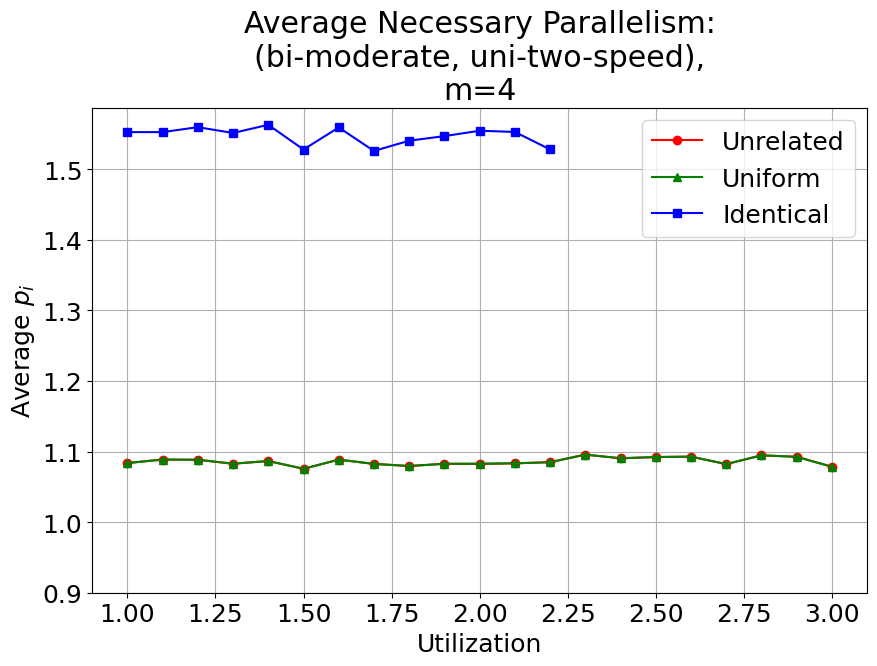 Average Necessary Parallelism:
(bi-moderate, uni-two-speed),
m=4
Unrelated
Uniform
Identical
1.5
1.4
1.3
1.2
1.1
1.0
0.9
Average pᵢ
1.00 1.25 1.50 1.75 2.00 2.25 2.50 2.75 3.00
Utilization